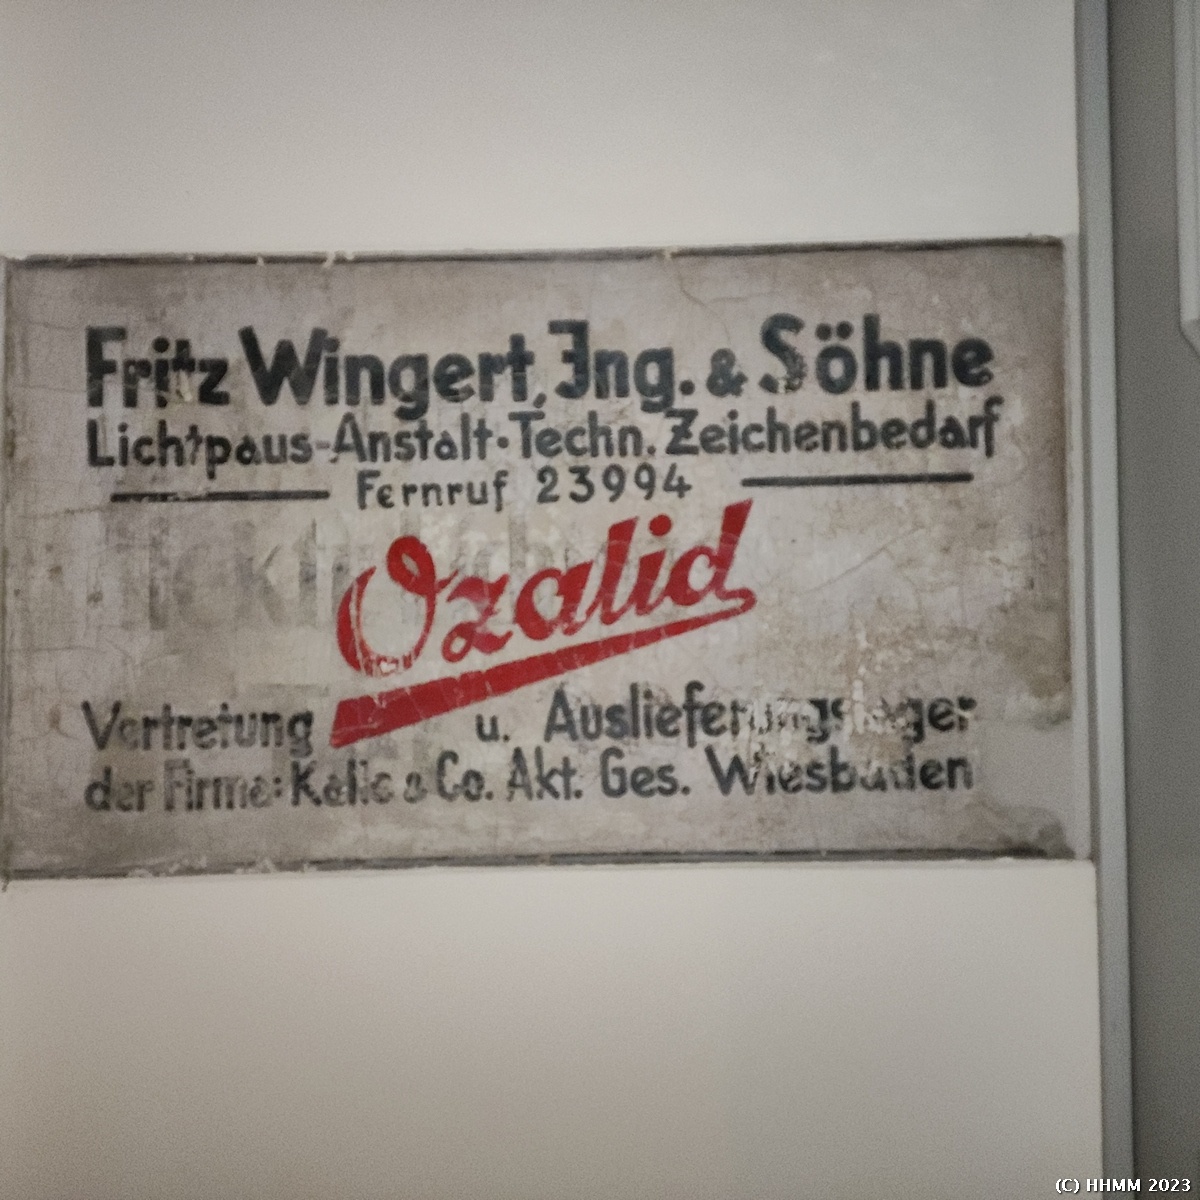 Fritz Wingert, Ing. & Söhne
Lichtpaus-Anstalt·Techn. Zeichenbedarf
Fernruf 23994
Ozalid
Vertretung u. Auslieferungslager
der Firma: Kalle & Co. Akt. Ges. Wiesbaden
(C) HHMM 2023